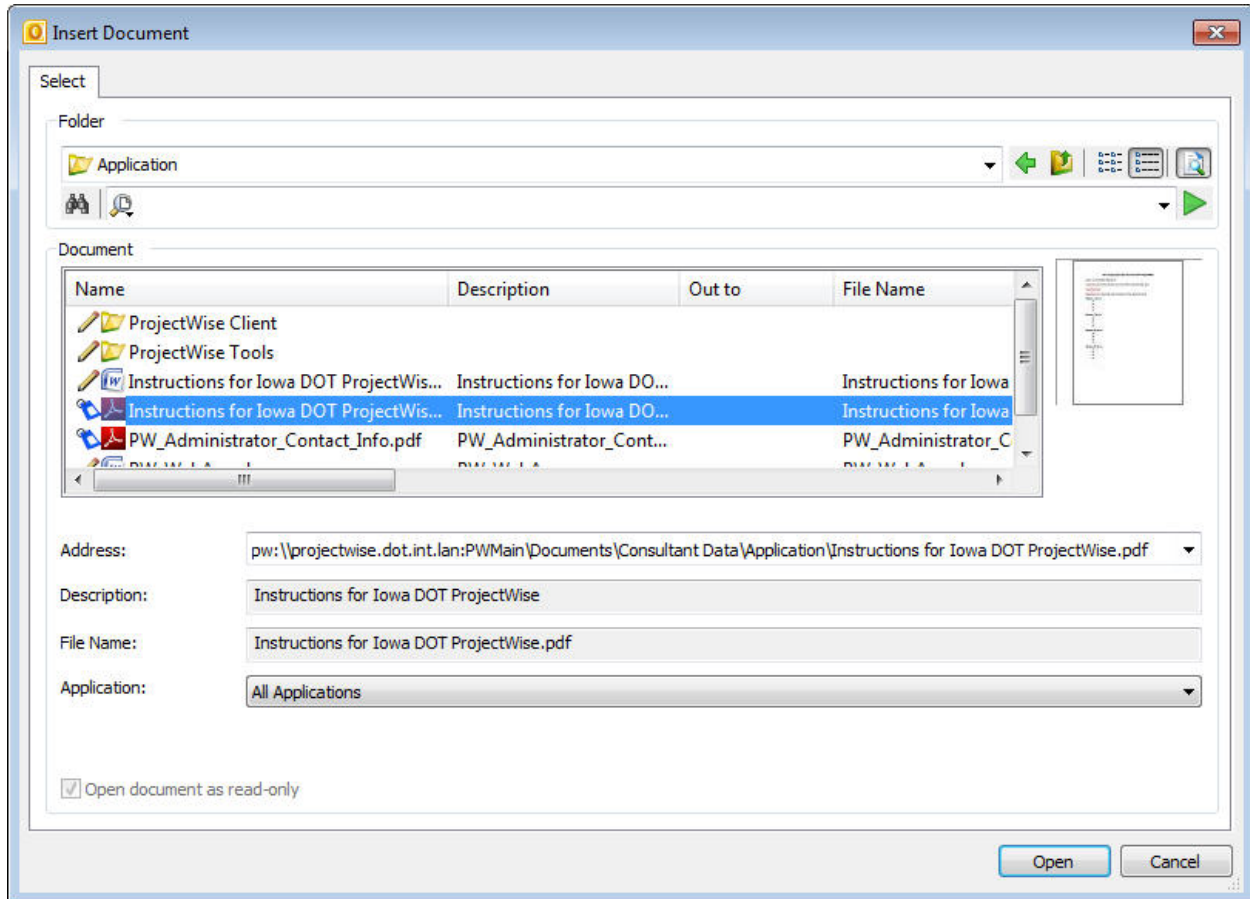 Insert Document
Select
Folder
Application
Document
Name Description Out to File Name
ProjectWise Client
ProjectWise Tools
Instructions for Iowa DOT ProjectWis... Instructions for Iowa DO... Instructions for Iowa
Instructions for Iowa DOT ProjectWis... Instructions for Iowa DO... Instructions for Iowa
PW_Administrator_Contact_Info.pdf PW_Administrator_Cont... PW_Administrator_C
Address: pw:\\projectwise.dot.int.lan:PWMain\Documents\Consultant Data\Application\Instructions for Iowa DOT ProjectWise.pdf
Description: Instructions for Iowa DOT ProjectWise
File Name: Instructions for Iowa DOT ProjectWise.pdf
Application: All Applications
Open document as read-only
Open Cancel